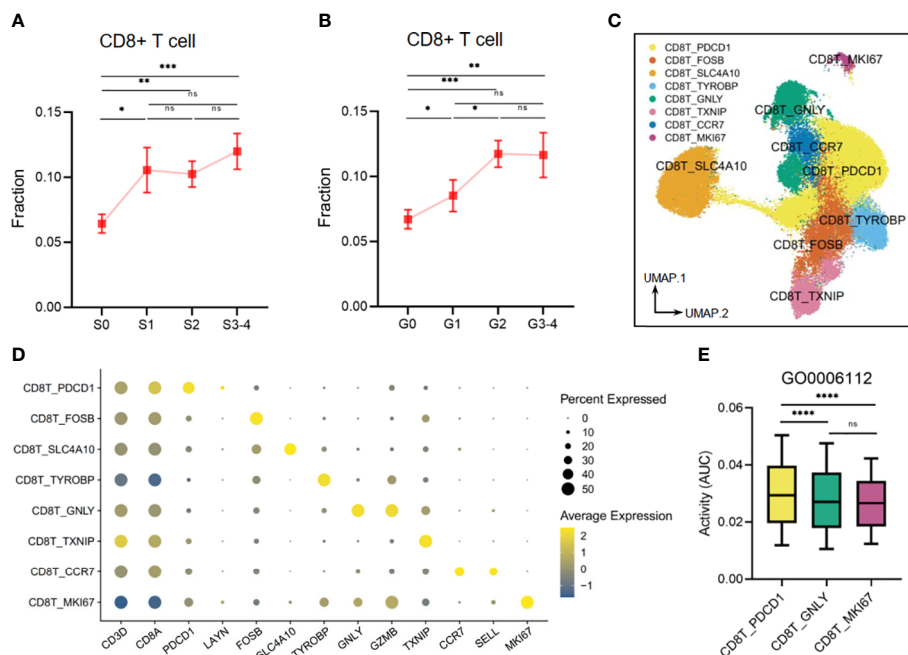 A
CD8+ T cell
***
**
ns
*
ns
ns
Fraction
0.20
0.15
0.10
0.05
0.00
S0
S1
S2
S3-4
B
CD8+ T cell
**
***
ns
*
*
ns
Fraction
0.20
0.15
0.10
0.05
0.00
G0
G1
G2
G3-4
C
CD8T_PDCD1
CD8T_FOSB
CD8T_SLC4A10
CD8T_TYROBP
CD8T_GNLY
CD8T_TXNIP
CD8T_CCR7
CD8T_MKI67
CD8T_MKI67
CD8T_GNLY
CD8T_CCR7
CD8T_SLC4A10
CD8T_PDCD1
CD8T_TYROBP
CD8T_FOSB
CD8T_TXNIP
UMAP.1
UMAP.2
D
CD8T_PDCD1
CD8T_FOSB
CD8T_SLC4A10
CD8T_TYROBP
CD8T_GNLY
CD8T_TXNIP
CD8T_CCR7
CD8T_MKI67
CD3D
CD8A
PDCD1
LAYN
FOSB
SLC4A10
TYROBP
GNLY
GZMB
TXNIP
CCR7
SELL
MKI67
Percent Expressed
0
10
20
30
40
50
Average Expression
2
1
0
-1
E
GO0006112
****
****
ns
Activity (AUC)
0.06
0.04
0.02
0.00
CD8T_PDCD1
CD8T_GNLY
CD8T_MKI67